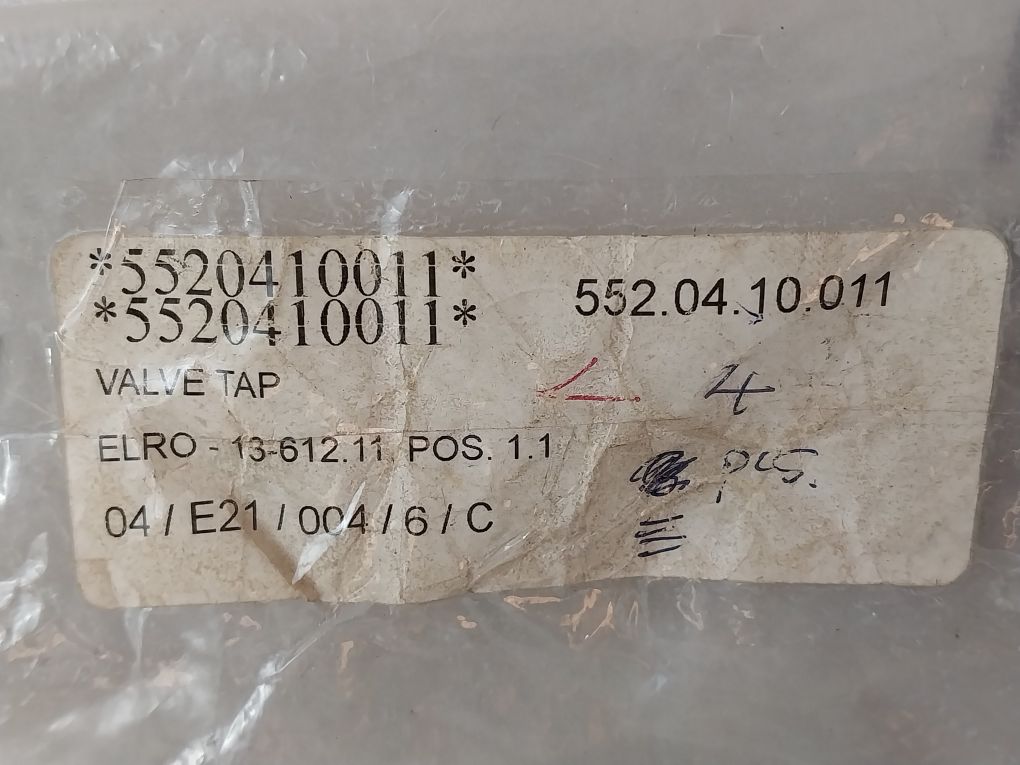 *5520410011*
*5520410011*
552.04.10.011
VALVE TAP
4
ELRO - 13-612.11 POS. 1.1
pcs.
04 / E21 / 004 / 6 / C